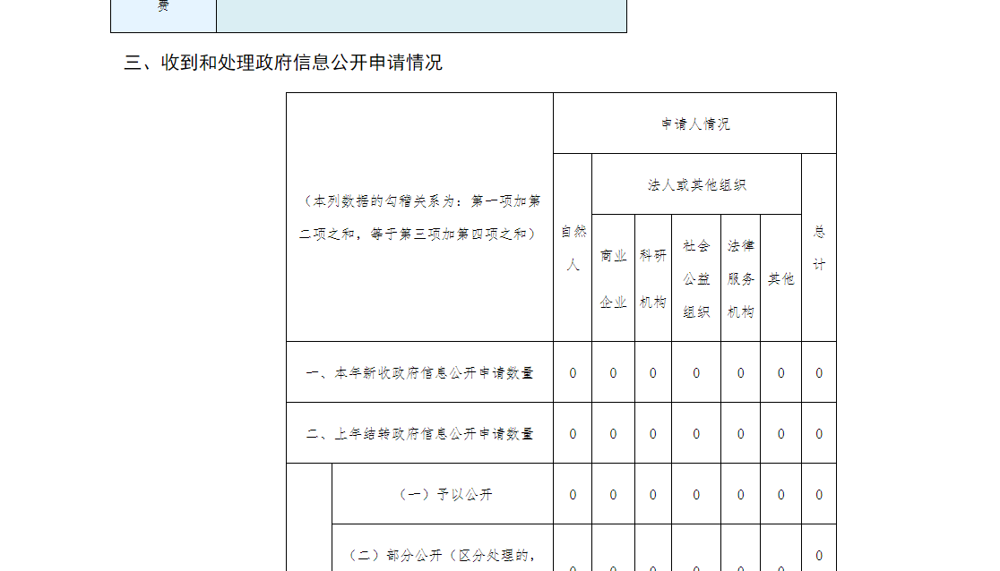 费
三、收到和处理政府信息公开申请情况
申请人情况
（本列数据的勾稽关系为：第一项加第
二项之和，等于第三项加第四项之和）
自然
人
法人或其他组织
总
计
商业
企业
科研
机构
社会
公益
组织
法律
服务
机构
其他
一、本年新收政府信息公开申请数量 0 0 0 0 0 0 0
二、上年结转政府信息公开申请数量 0 0 0 0 0 0 0
（一）予以公开 0 0 0 0 0 0 0
（二）部分公开（区分处理的， 0 0 0 0 0 0 0